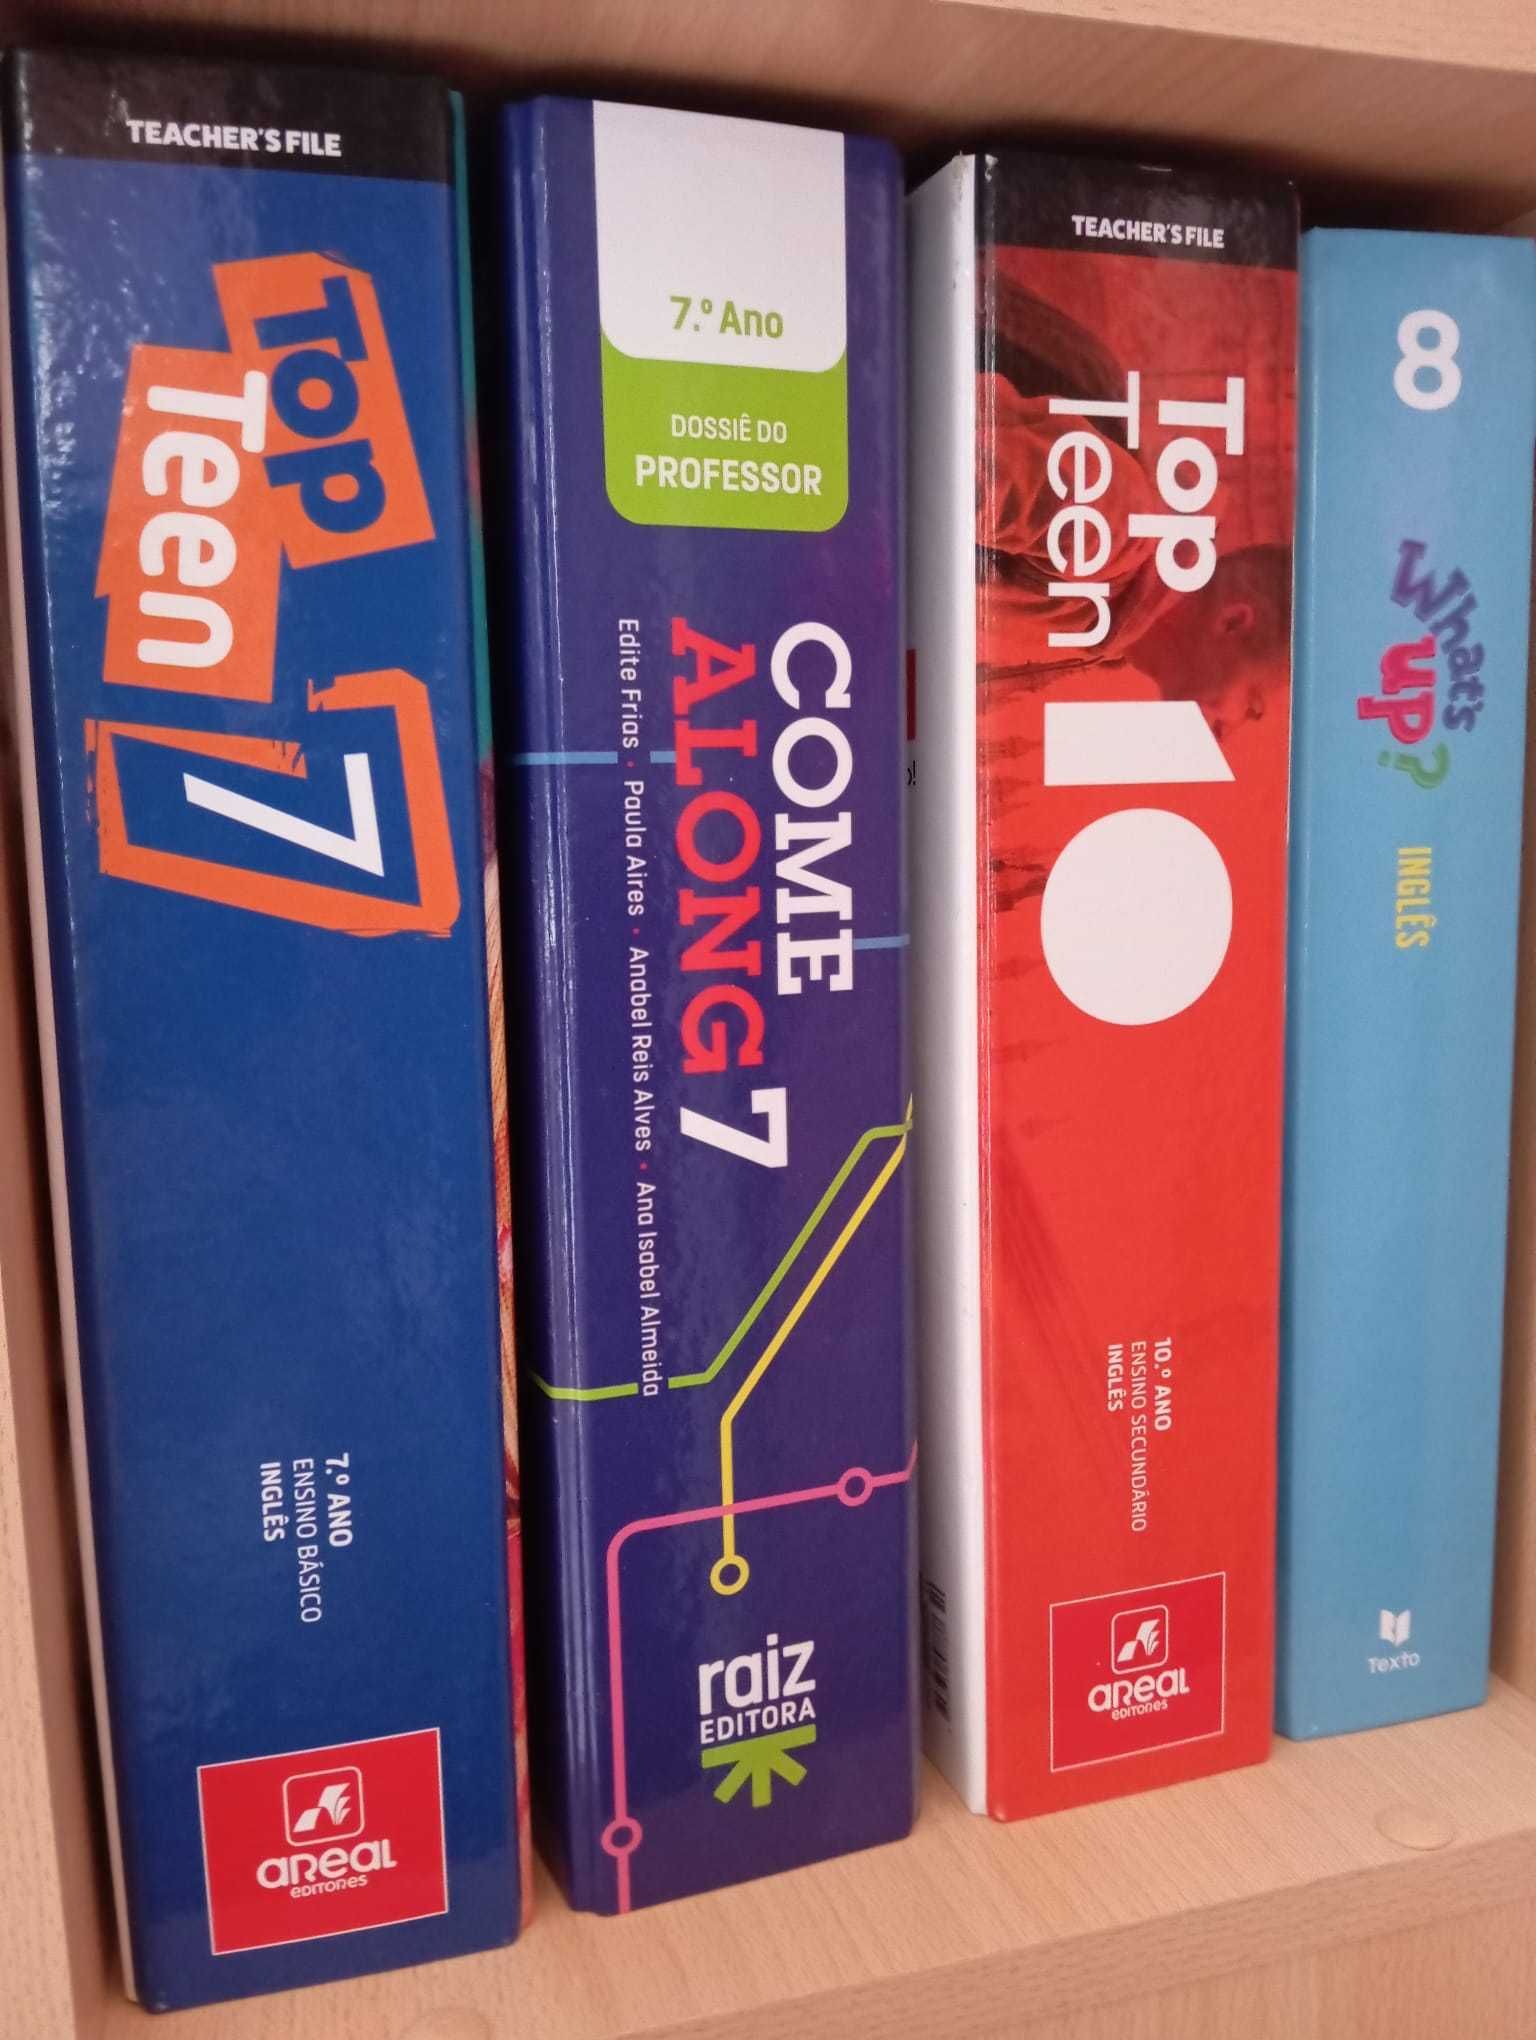 TEACHER'S FILE
Top
Teen
7
7.º ANO
ENSINO BÁSICO
INGLÊS
aReaL
EDITORES
7.º Ano
DOSSIÊ DO
PROFESSOR
COME
ALONG 7
Edite Frias • Paula Aires • Anabel Reis Alves • Ana Isabel Almeida
raiz
EDITORA
TEACHER'S FILE
Top
Teen
10
10.º ANO
ENSINO SECUNDÁRIO
INGLÊS
aReaL
EDITORES
8
What's
up?
INGLÊS
Texto